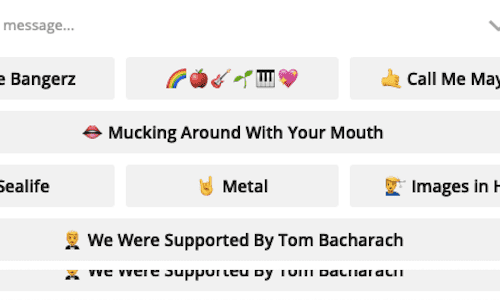 message...
e Bangerz 🌈🍎🎸🌱🎹💖 🤙 Call Me May
👄 Mucking Around With Your Mouth
Sealife 🤘 Metal 👨‍🎓 Images in H
🤵 We Were Supported By Tom Bacharach
🤵 We Were Supported By Tom Bacharach